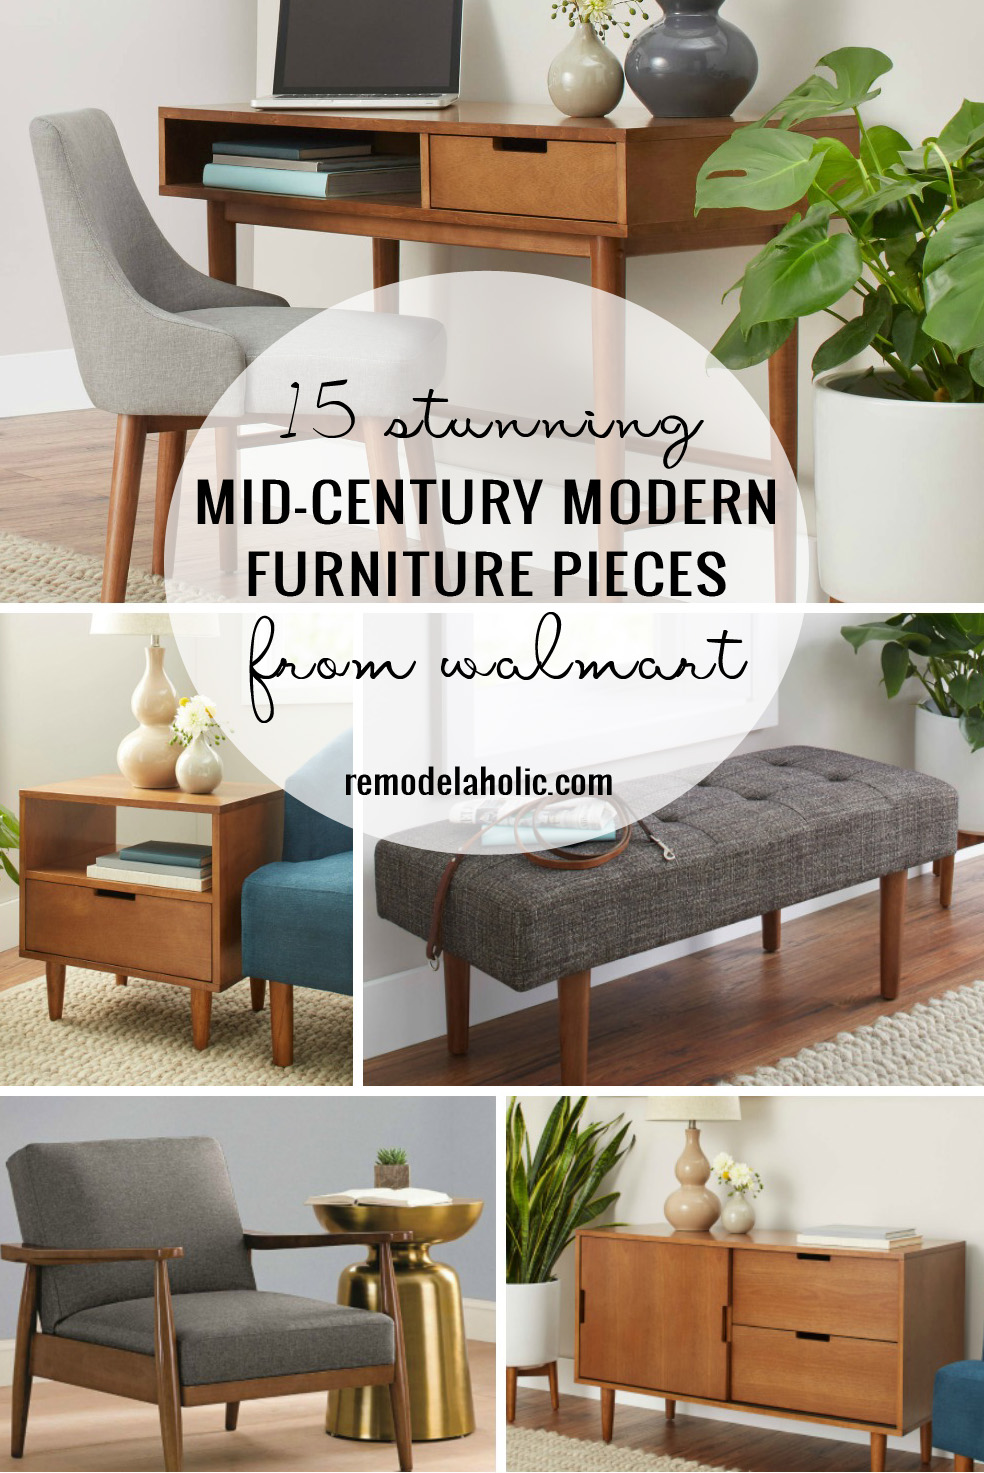 15 stunning
MID-CENTURY MODERN
FURNITURE PIECES
from walmart
remodelaholic.com